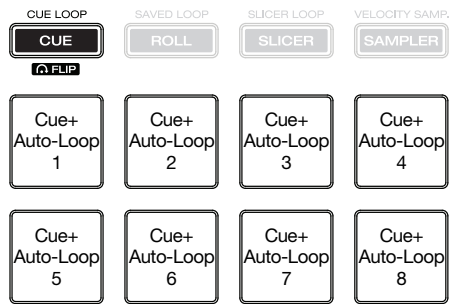 CUE LOOP SAVED LOOP SLICER LOOP VELOCITY SAMP.
CUE ROLL SLICER SAMPLER
FLIP
Cue+ Cue+ Cue+ Cue+
Auto-Loop Auto-Loop Auto-Loop Auto-Loop
1 2 3 4
Cue+ Cue+ Cue+ Cue+
Auto-Loop Auto-Loop Auto-Loop Auto-Loop
5 6 7 8